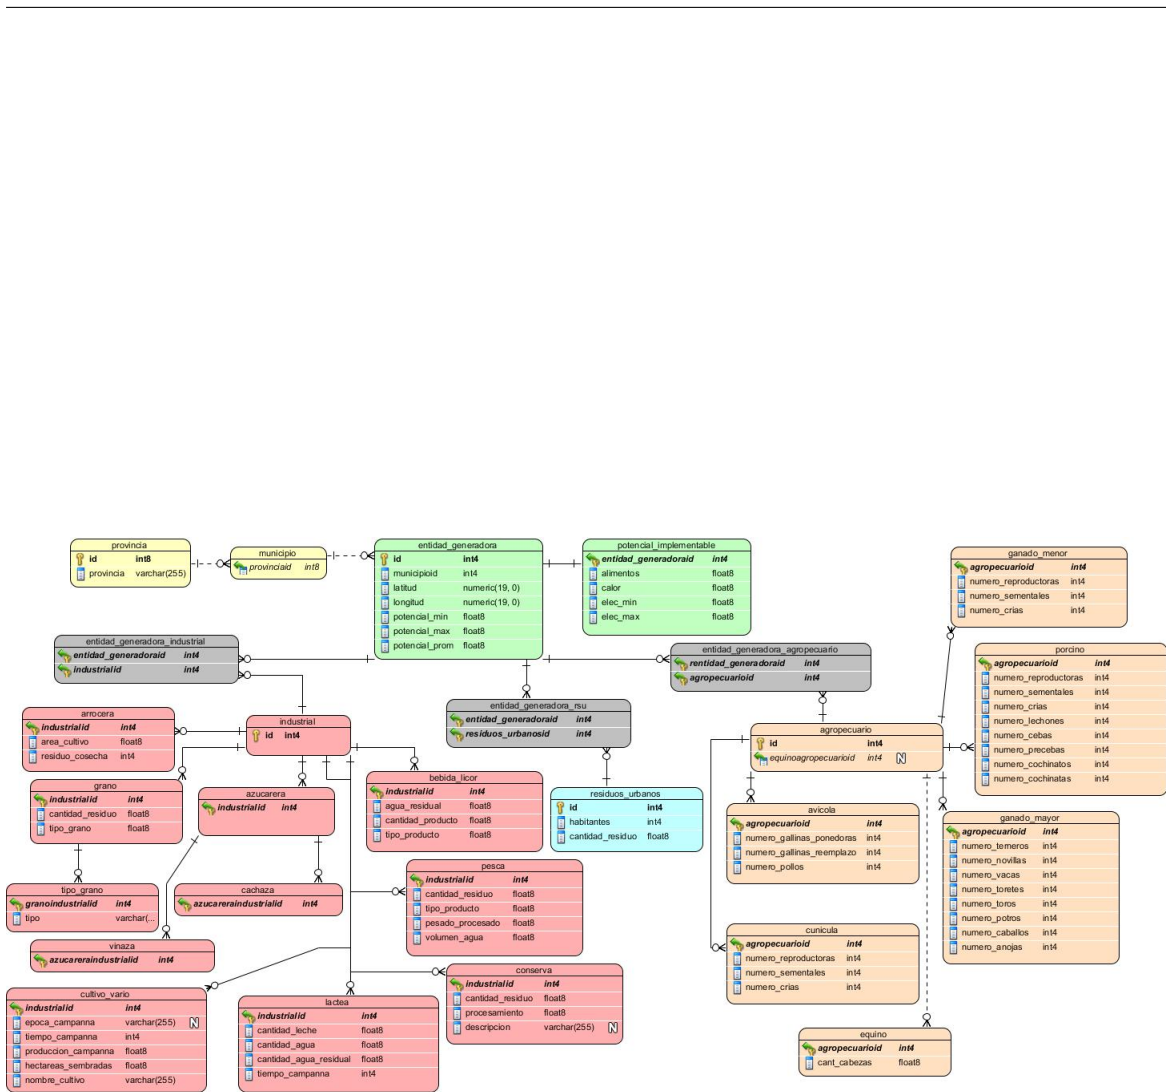 provincia
id int8
provincia varchar(255)
municipio
provinciaid int8
entidad_generadora
id int4
municipioid int4
latitud numeric(19, 0)
longitud numeric(19, 0)
potencial_min float8
potencial_max float8
potencial_prom float8
potencial_implementable
entidad_generadoraid int4
alimentos float8
calor float8
elec_min float8
elec_max float8
ganado_menor
agropecuarioid int4
numero_reproductoras int4
numero_sementales int4
numero_crias int4
entidad_generadora_industrial
entidad_generadoraid int4
industrialid int4
entidad_generadora_agropecuario
rentidad_generadoraid int4
agropecuarioid int4
porcino
agropecuarioid int4
numero_reproductoras int4
numero_sementales int4
numero_crias int4
numero_lechones int4
numero_cebas int4
numero_precebas int4
numero_cochinatos int4
numero_cochinatas int4
entidad_generadora_rsu
entidad_generadoraid int4
residuos_urbanosid int4
arrocera
industrialid int4
area_cultivo float8
residuo_cosecha int4
industrial
id int4
agropecuario
id int4
equinoagropecuarioid int4 N
grano
industrialid int4
cantidad_residuo float8
tipo_grano float8
azucarera
industrialid int4
bebida_licor
industrialid int4
agua_residual float8
cantidad_producto float8
tipo_producto float8
residuos_urbanos
id int4
habitantes int4
cantidad_residuo float8
avicola
agropecuarioid int4
numero_gallinas_ponedoras int4
numero_gallinas_reemplazo int4
numero_pollos int4
ganado_mayor
agropecuarioid int4
numero_terneros int4
numero_novillas int4
numero_vacas int4
numero_toretes int4
numero_toros int4
numero_potros int4
numero_caballos int4
numero_anojas int4
tipo_grano
granoindustrialid int4
tipo varchar(...
cachaza
azucareraindustrialid int4
pesca
industrialid int4
cantidad_residuo float8
tipo_producto float8
pesado_procesado float8
volumen_agua float8
vinaza
azucareraindustrialid int4
cunicula
agropecuarioid int4
numero_reproductoras int4
numero_sementales int4
numero_crias int4
cultivo_vario
industrialid int4
epoca_campanna varchar(255) N
tiempo_campanna int4
produccion_campanna float8
hectareas_sembradas float8
nombre_cultivo varchar(255)
lactea
industrialid int4
cantidad_leche float8
cantidad_agua float8
cantidad_agua_residual float8
tiempo_campanna int4
conserva
industrialid int4
cantidad_residuo float8
procesamiento float8
descripcion varchar(255) N
equino
agropecuarioid int4
cant_cabezas float8